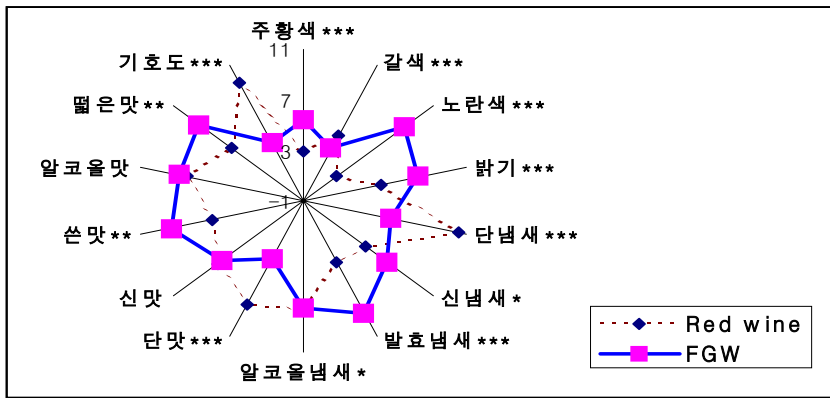 주황색***
11
기호도***
갈색***
7
떫은맛**
노란색***
3
알코올맛
밝기***
-1
쓴맛**
단냄새***
신맛
신냄새*
단맛***
발효냄새***
알코올냄새*
Red wine
FGW